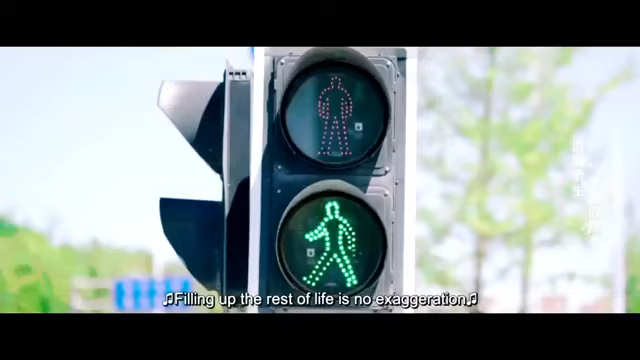 ♫Filling up the rest of life is no exaggeration♫